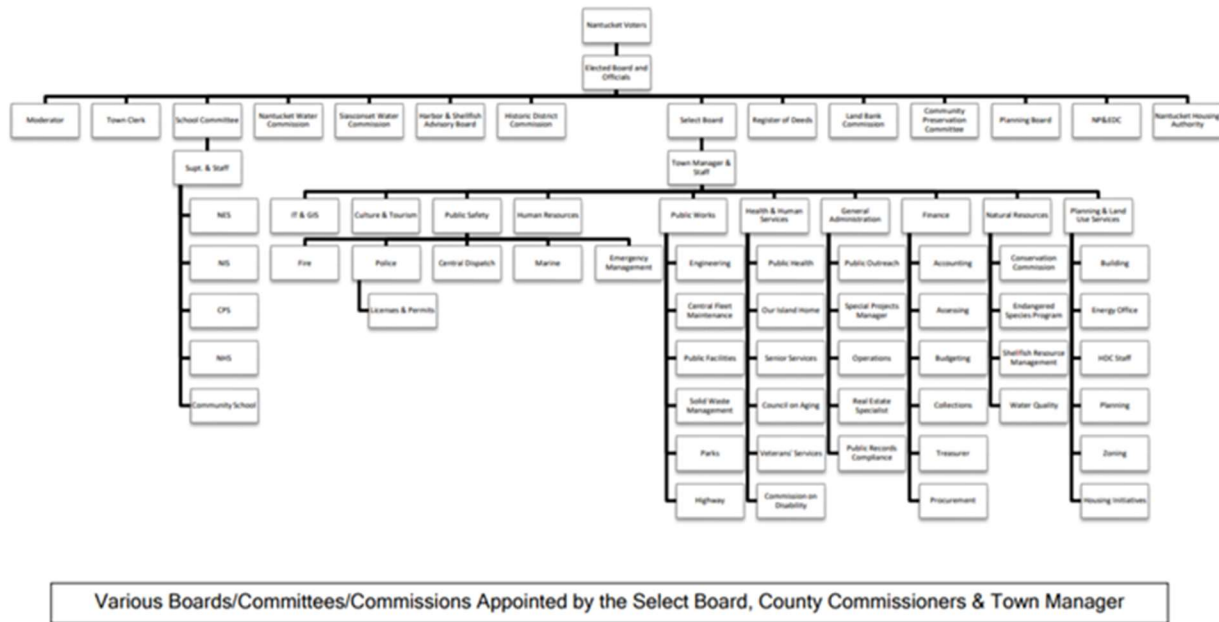 Nantucket Voters
Elected Board and
Officials
Moderator
Town Clerk
School Committee
Nantucket Water
Commission
Siasconset Water
Commission
Harbor & Shellfish
Advisory Board
Historic District
Commission
Select Board
Register of Deeds
Land Bank
Commission
Community
Preservation
Committee
Planning Board
NP&EDC
Nantucket Housing
Authority
Supt. & Staff
Town Manager &
Staff
NES
NIS
CPS
NHS
Community School
IT & GIS
Culture & Tourism
Public Safety
Human Resources
Fire
Police
Central Dispatch
Marine
Emergency
Management
Licenses & Permits
Public Works
Engineering
Central Fleet
Maintenance
Public Facilities
Solid Waste
Management
Parks
Highway
Health & Human
Services
Public Health
Our Island Home
Senior Services
Council on Aging
Veterans' Services
Commission on
Disability
General
Administration
Public Outreach
Special Projects
Manager
Operations
Real Estate
Specialist
Public Records
Compliance
Finance
Accounting
Assessing
Budgeting
Collections
Treasurer
Procurement
Natural Resources
Conservation
Commission
Endangered
Species Program
Shellfish Resource
Management
Water Quality
Planning & Land
Use Services
Building
Energy Office
HDC Staff
Planning
Zoning
Housing Initiatives
Various Boards/Committees/Commissions Appointed by the Select Board, County Commissioners & Town Manager